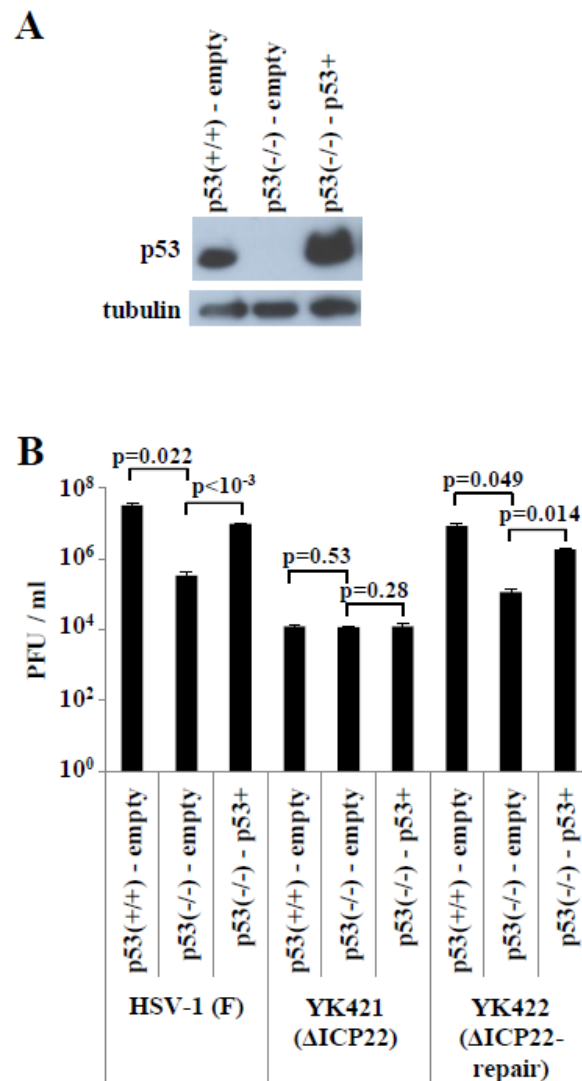 A
p53(+/+) - empty
p53(-/-) - empty
p53(-/-) - p53+
p53
tubulin
B
p=0.022
p<10⁻³
p=0.53
p=0.28
p=0.049
p=0.014
PFU / ml
10⁸
10⁶
10⁴
10²
10⁰
p53(+/+) - empty
p53(-/-) - empty
p53(-/-) - p53+
p53(+/+) - empty
p53(-/-) - empty
p53(-/-) - p53+
p53(+/+) - empty
p53(-/-) - empty
p53(-/-) - p53+
HSV-1 (F)
YK421
(ΔICP22)
YK422
(ΔICP22-
repair)